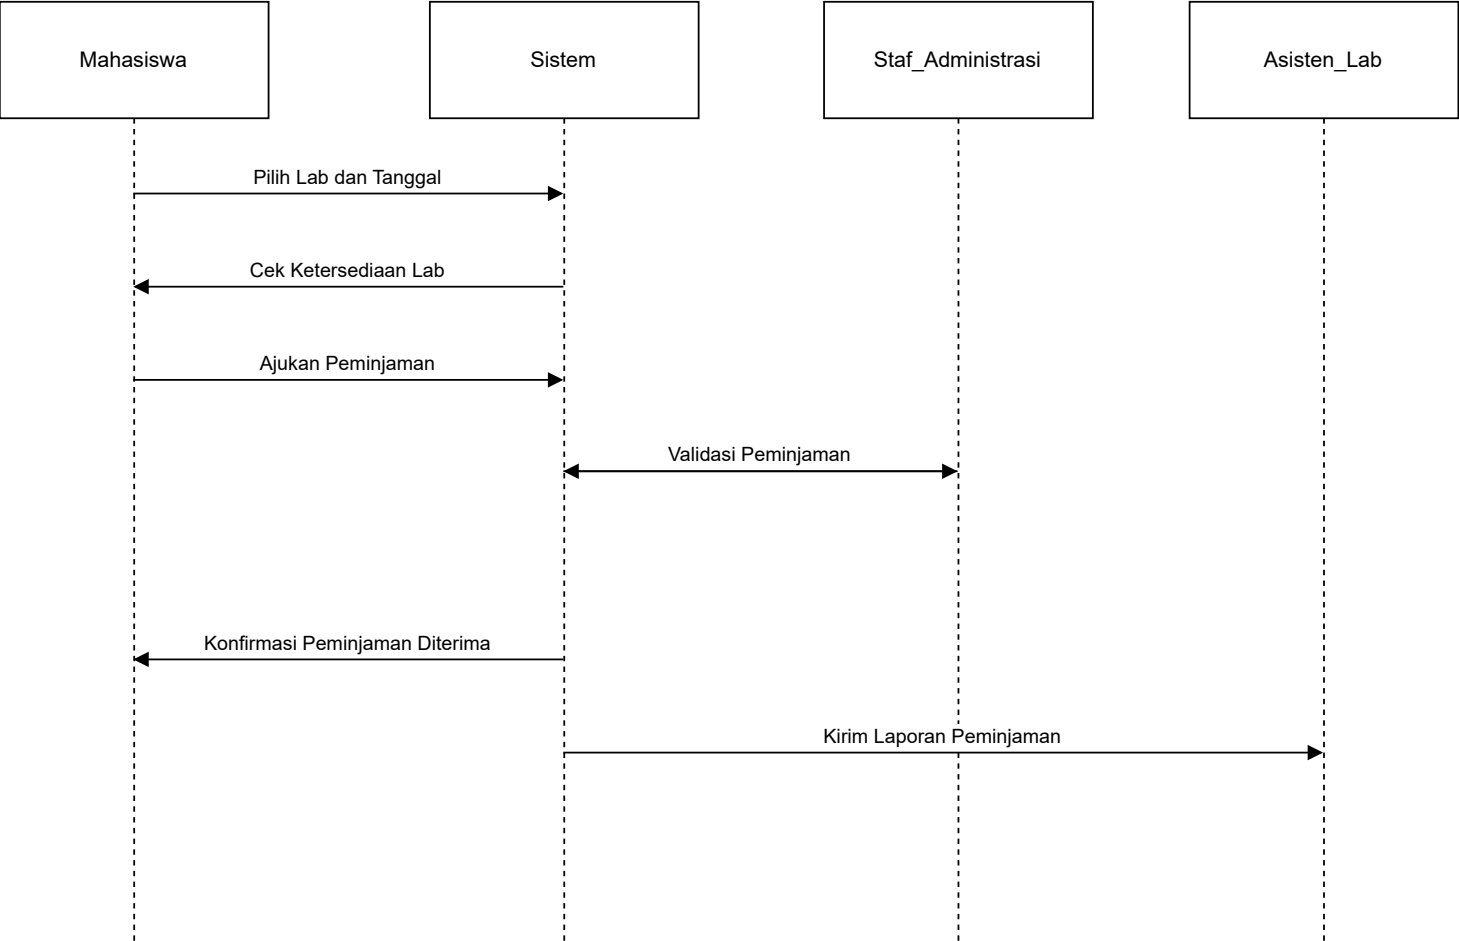 Mahasiswa
Sistem
Staf_Administrasi
Asisten_Lab
Pilih Lab dan Tanggal
Cek Ketersediaan Lab
Ajukan Peminjaman
Validasi Peminjaman
Konfirmasi Peminjaman Diterima
Kirim Laporan Peminjaman